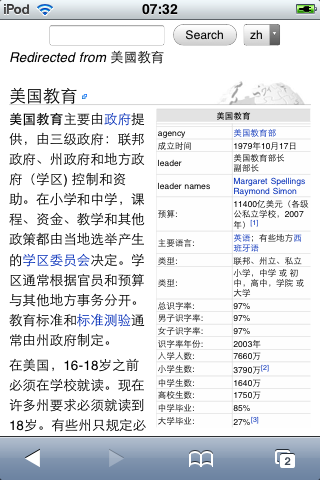 iPod 07:32
Search zh
Redirected from 美國教育
美国教育
美国教育主要由政府提
供，由三级政府：联邦
政府、州政府和地方政
府（学区) 控制和资
助。在小学和中学，课
程、资金、教学和其他
政策都由当地选举产生
的学区委员会决定。学
区通常根据官员和预算
与其他地方事务分开。
教育标准和标准测验通
常由州政府制定。
在美国，16-18岁之前
必须在学校就读。现在
许多州要求必须就读到
18岁。有些州只规定必
美国教育
agency 美国教育部
成立时间 1979年10月17日
leader 美国教育部长
副部长
leader names Margaret Spellings
Raymond Simon
预算: 11400亿美元（各级
公私立学校，2007
年）[1]
主要语言: 英语；有些地方西
班牙语
类型: 联邦、州立、私立
类型: 小学，中学 或 初
中，高中，学院 或
大学
总识字率: 97%
男子识字率: 97%
女子识字率: 97%
识字率年份: 2003年
入学人数: 7660万
小学生数: 3790万[2]
中学生数: 1640万
高校生数: 1750万
中学毕业: 85%
大学毕业: 27%[3]
2